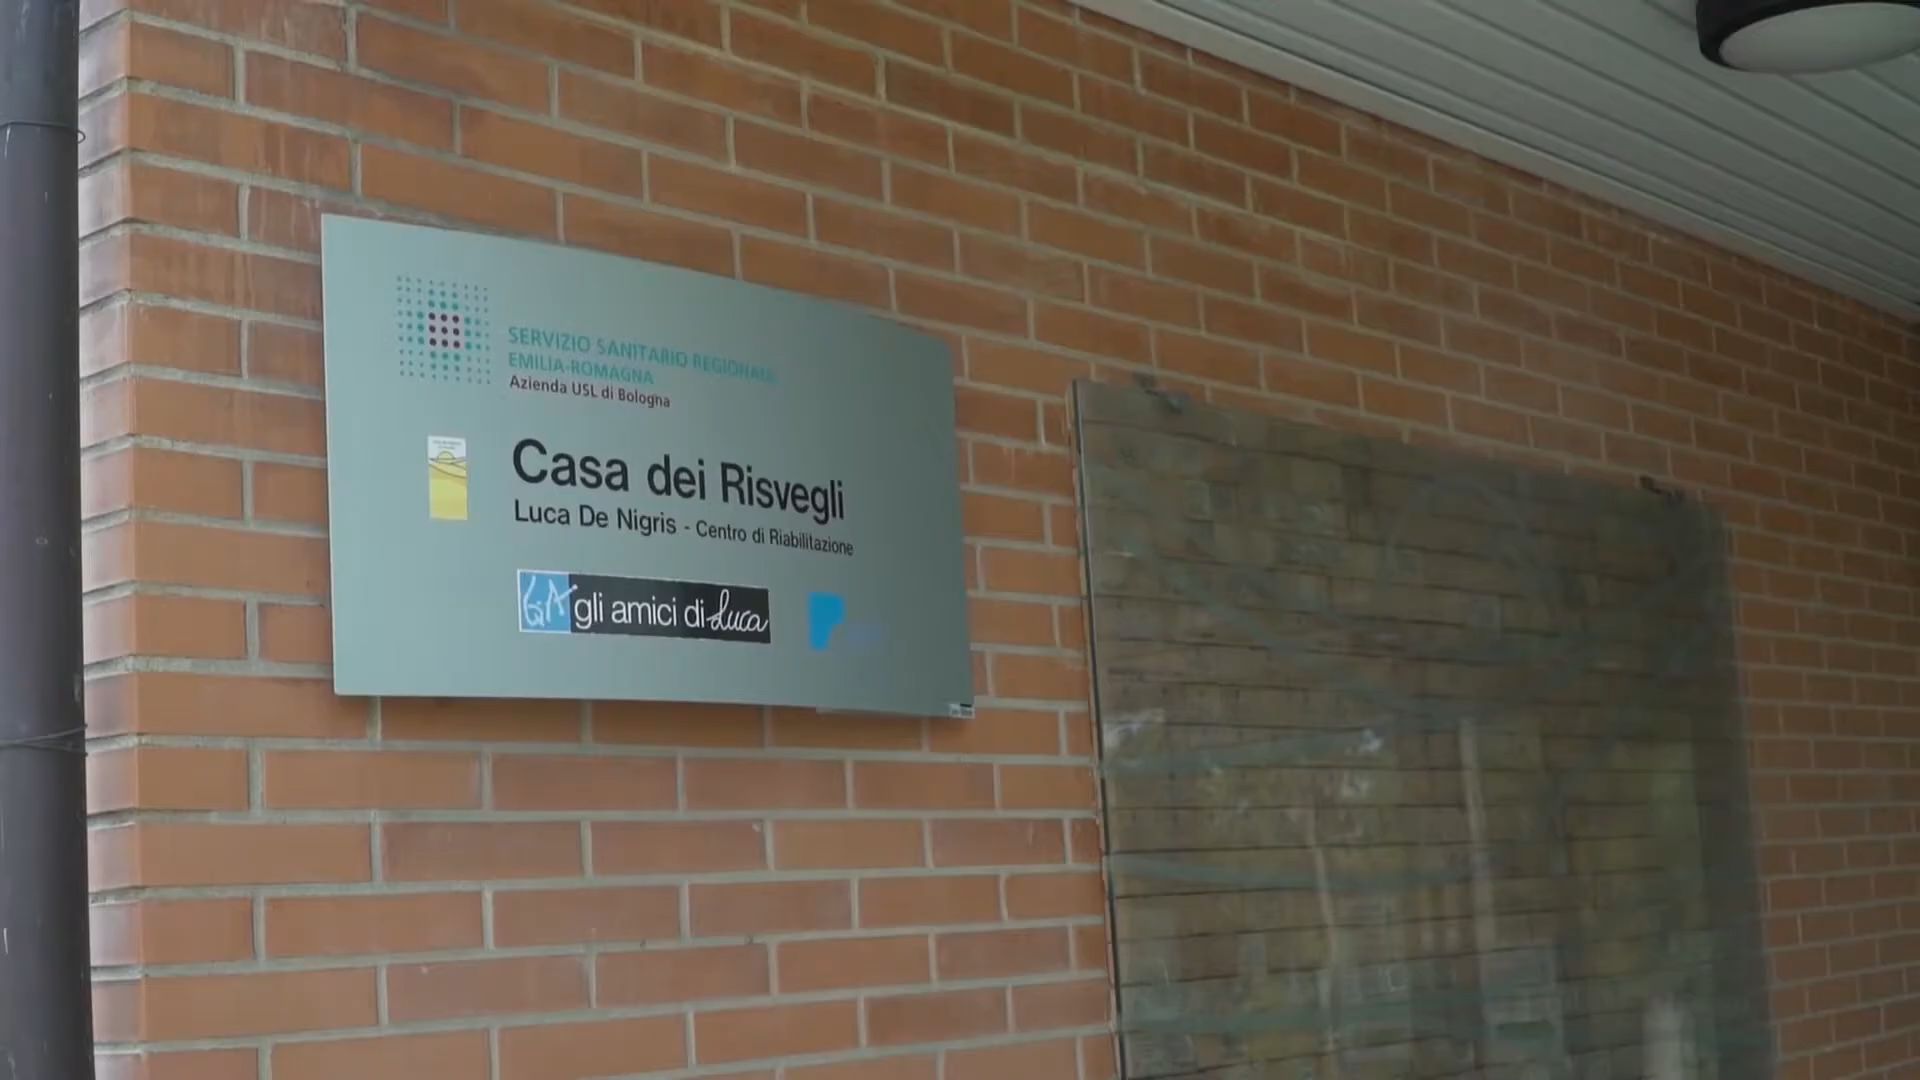 SERVIZIO SANITARIO REGIONALE
EMILIA-ROMAGNA
Azienda USL di Bologna
Casa dei Risvegli
Luca De Nigris - Centro di Riabilitazione
gli amici di Luca